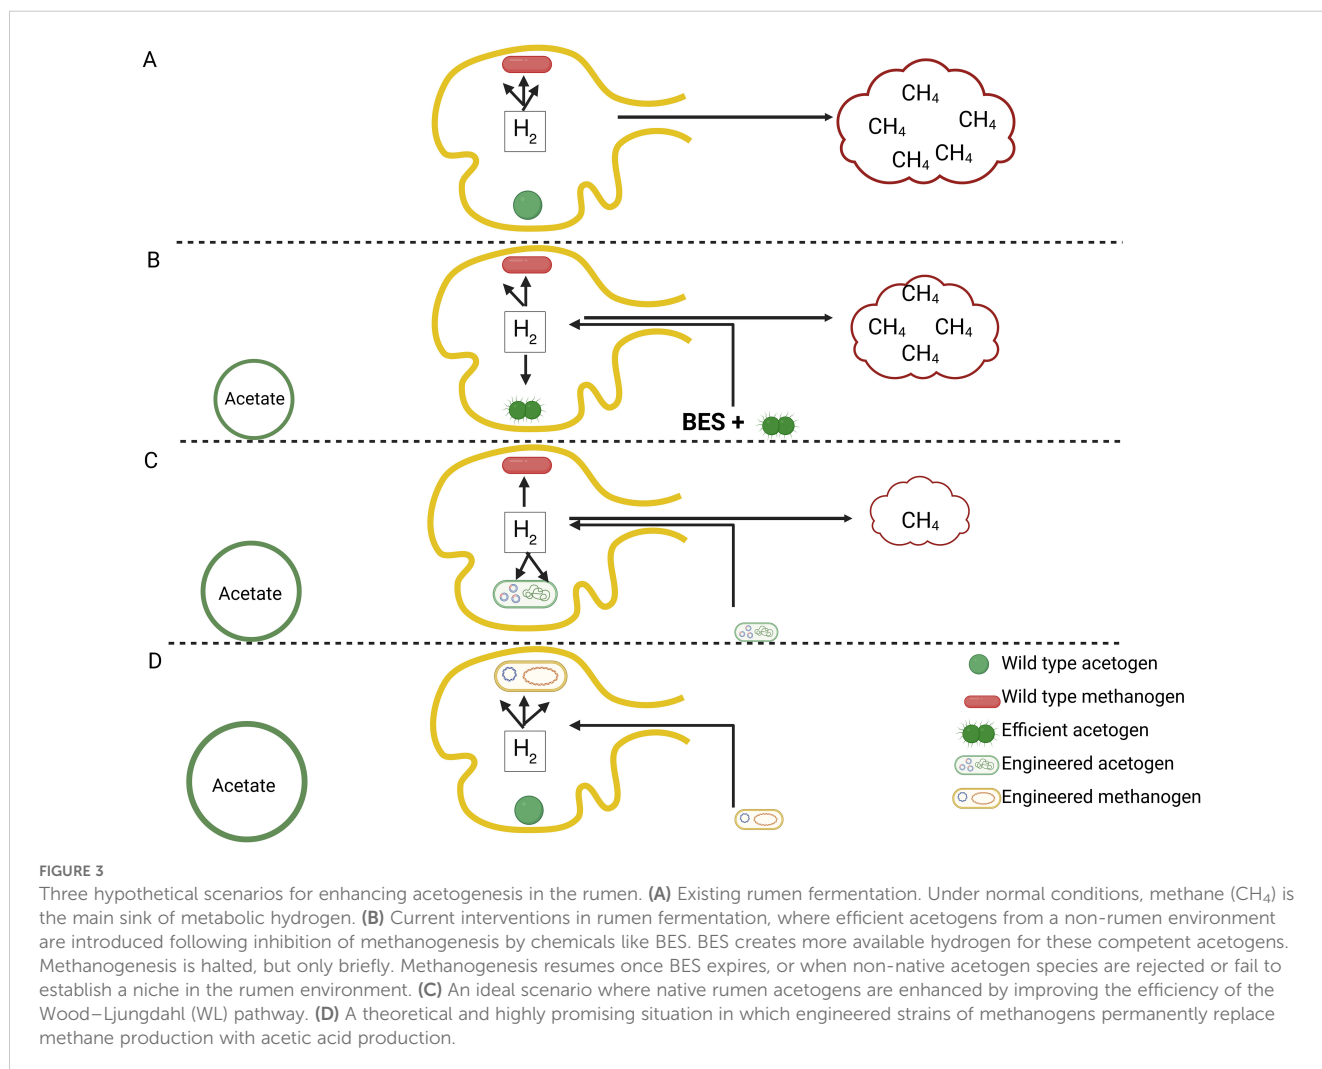 A
H2
CH4
CH4
CH4
CH4
CH4
B
H2
CH4
CH4
CH4
CH4
Acetate
BES +
C
H2
CH4
Acetate
D
H2
Acetate
Wild type acetogen
Wild type methanogen
Efficient acetogen
Engineered acetogen
Engineered methanogen
FIGURE 3
Three hypothetical scenarios for enhancing acetogenesis in the rumen. (A) Existing rumen fermentation. Under normal conditions, methane (CH4) is
the main sink of metabolic hydrogen. (B) Current interventions in rumen fermentation, where efficient acetogens from a non-rumen environment
are introduced following inhibition of methanogenesis by chemicals like BES. BES creates more available hydrogen for these competent acetogens.
Methanogenesis is halted, but only briefly. Methanogenesis resumes once BES expires, or when non-native acetogen species are rejected or fail to
establish a niche in the rumen environment. (C) An ideal scenario where native rumen acetogens are enhanced by improving the efficiency of the
Wood–Ljungdahl (WL) pathway. (D) A theoretical and highly promising situation in which engineered strains of methanogens permanently replace
methane production with acetic acid production.